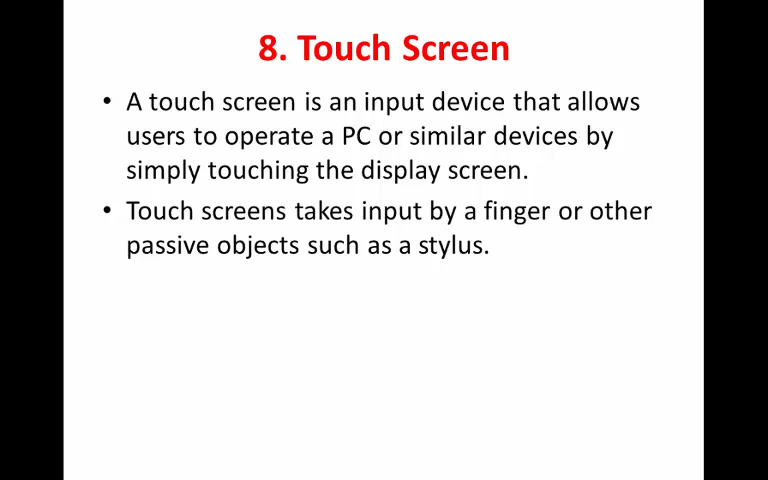 8. Touch Screen
• A touch screen is an input device that allows
users to operate a PC or similar devices by
simply touching the display screen.
• Touch screens takes input by a finger or other
passive objects such as a stylus.